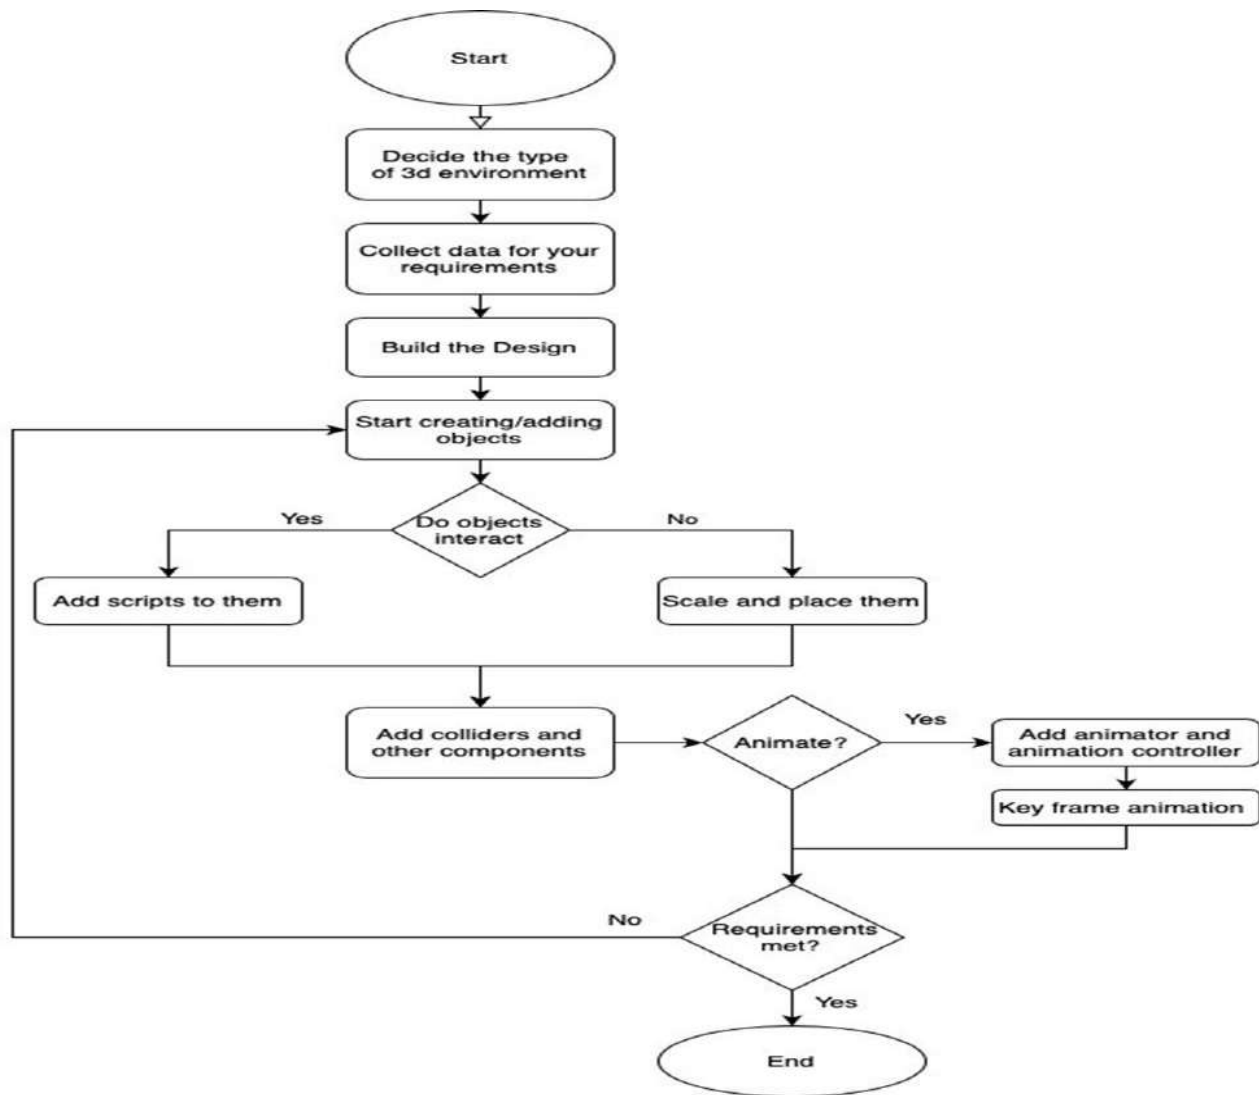 Start
Decide the type
of 3d environment
Collect data for your
requirements
Build the Design
Start creating/adding
objects
Do objects
interact
Yes
No
Add scripts to them
Scale and place them
Add colliders and
other components
Animate?
Yes
Add animator and
animation controller
Key frame animation
Requirements
met?
No
Yes
End